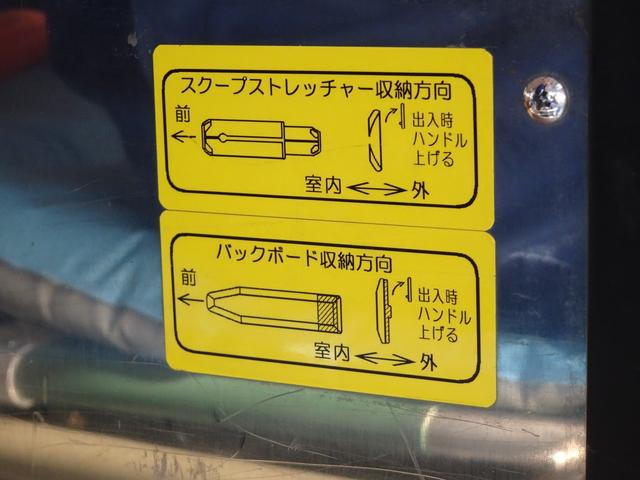 スクープストレッチャー収納方向
前
出入時
ハンドル
上げる
室内
外
バックボード収納方向
前
出入時
ハンドル
上げる
室内
外